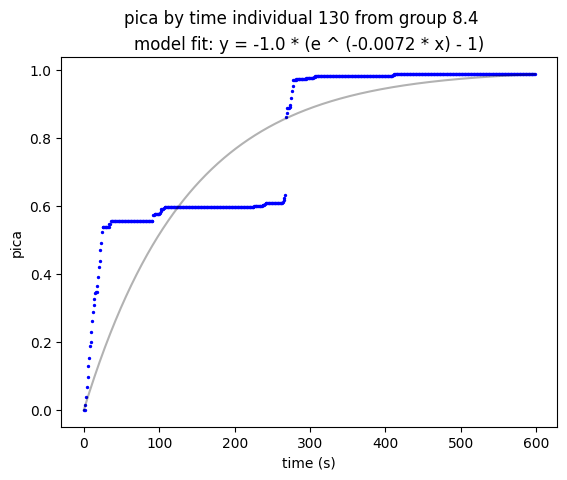 pica by time individual 130 from group 8.4
model fit: y = -1.0 * (e ^ (-0.0072 * x) - 1)
1.0
0.8
0.6
0.4
0.2
0.0
pica
0 100 200 300 400 500 600
time (s)